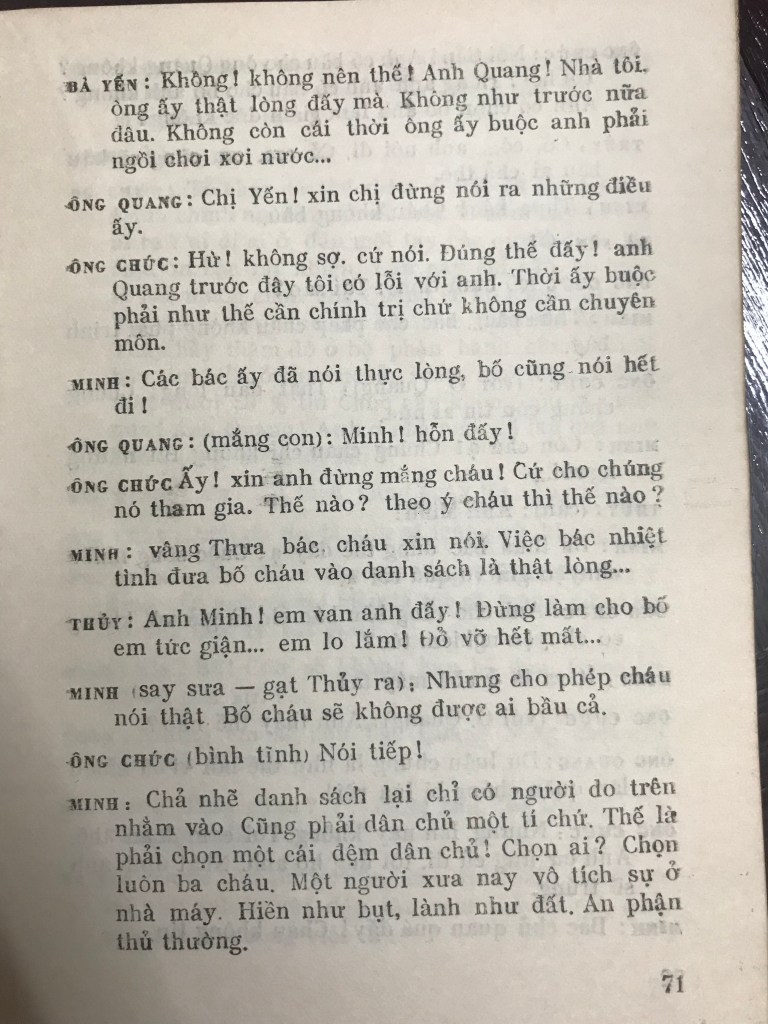 BÀ YẾN: Không! không nên thế! Anh Quang! Nhà tôi.
ông ấy thật lòng đấy mà Không như trước nữa
đâu. Không còn cái thời ông ấy buộc anh phải
ngồi chơi xơi nước...
ÔNG QUANG: Chị Yến! xin chị đừng nói ra những điều
ấy.
ÔNG CHỨC: Hừ! không sợ. cứ nói. Đúng thế đấy! anh
Quang trước đây tôi có lỗi với anh. Thời ấy buộc
phải như thế cần chính trị chứ không cần chuyên
môn.
MINH: Các bác ấy đã nói thực lòng, bố cũng nói hết
đi!
ÔNG QUANG: (mắng con): Minh! hỗn đấy!
ÔNG CHỨC Ấy! xin anh đừng mắng cháu! Cứ cho chúng
nó tham gia. Thế nào? theo ý cháu thì thế nào?
MINH: vâng Thưa bác, cháu xin nói. Việc bác nhiệt
tình đưa bố cháu vào danh sách là thật lòng...
THỦY: Anh Minh! em van anh đấy! Đừng làm cho bố
em tức giận... em lo lắm! Đổ vỡ hết mất...
MINH (say sưa — gạt Thủy ra): Nhưng cho phép cháu
nói thật Bố cháu sẽ không được ai bầu cả.
ÔNG CHỨC (bình tĩnh) Nói tiếp!
MINH: Chả nhẽ danh sách lại chỉ có người do trên
nhằm vào Cũng phải dân chủ một tí chứ. Thế là
phải chọn một cái đệm dân chủ! Chọn ai? Chọn
luôn ba cháu. Một người xưa nay vô tích sự ở
nhà máy. Hiền như bụt, lành như đất. An phận
thủ thường.
71